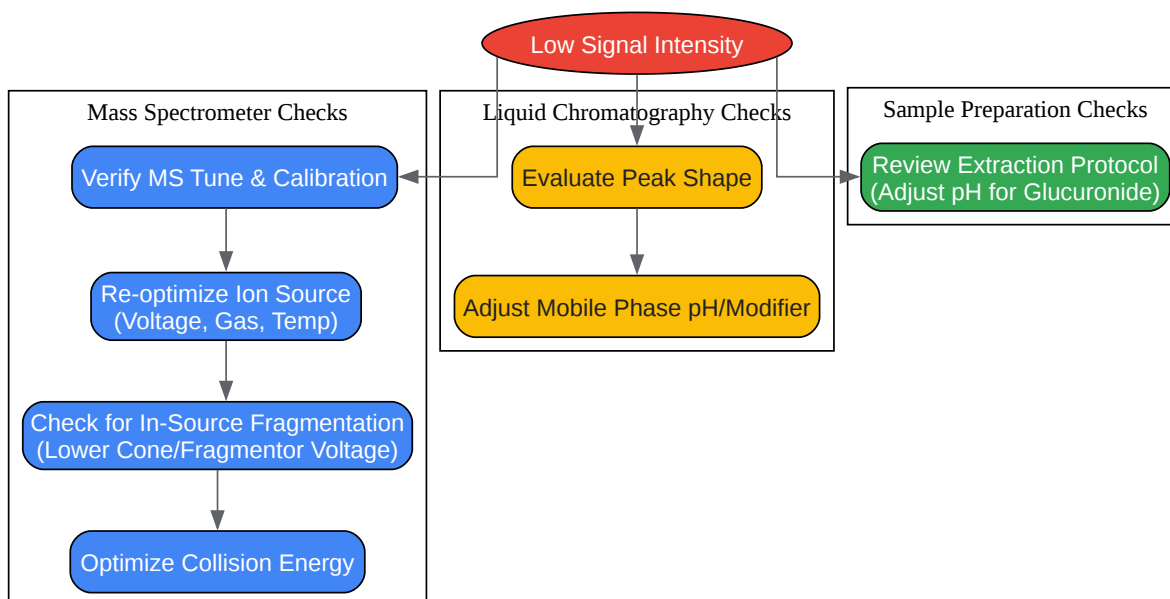 Low Signal Intensity
Mass Spectrometer Checks
Verify MS Tune & Calibration
Re-optimize Ion Source
(Voltage, Gas, Temp)
Check for In-Source Fragmentation
(Lower Cone/Fragmentor Voltage)
Optimize Collision Energy
Liquid Chromatography Checks
Evaluate Peak Shape
Adjust Mobile Phase pH/Modifier
Sample Preparation Checks
Review Extraction Protocol
(Adjust pH for Glucuronide)